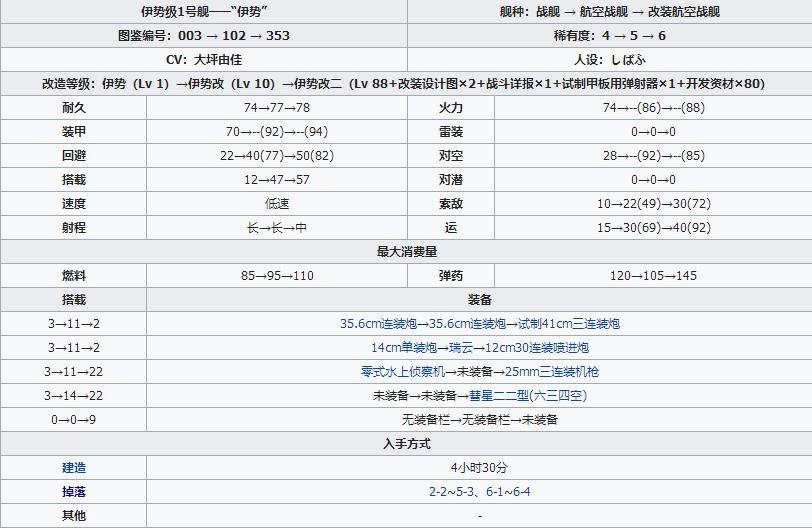 伊势级1号舰——“伊势” 舰种：战舰 → 航空战舰 → 改装航空战舰
图鉴编号：003 → 102 → 353 稀有度：4 → 5 → 6
CV：大坪由佳 人设：しばふ
改造等级：伊势（Lv 1）→伊势改（Lv 10）→伊势改二（Lv 88+改装设计图×2+战斗详报×1+试制甲板用弹射器×1+开发资材×80）
耐久 74→77→78 火力 74→--(86)→--(88)
装甲 70→--(92)→--(94) 雷装 0→0→0
回避 22→40(77)→50(82) 对空 28→--(92)→--(85)
搭载 12→47→57 对潜 0→0→0
速度 低速 索敌 10→22(49)→30(72)
射程 长→长→中 运 15→30(69)→40(92)
最大消费量
燃料 85→95→110 弹药 120→105→145
搭载 装备
3→11→2 35.6cm连装炮→35.6cm连装炮→试制41cm三连装炮
3→11→2 14cm单装炮→瑞云→12cm30连装喷进炮
3→11→22 零式水上侦察机→未装备→25mm三连装机枪
3→14→22 未装备→未装备→彗星二二型(六三四空)
0→0→9 无装备栏→无装备栏→未装备
入手方式
建造 4小时30分
掉落 2-2~5-3、6-1~6-4
其他 -